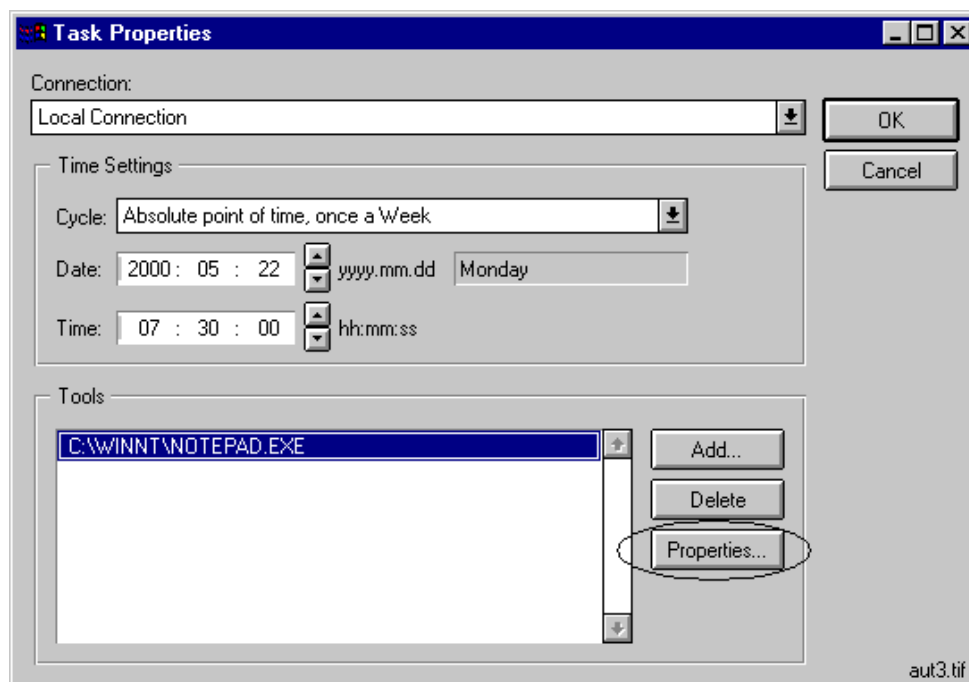 Task Properties
Connection:
Local Connection
OK
Cancel
Time Settings
Cycle: Absolute point of time, once a Week
Date: 2000 : 05 : 22 yyyy.mm.dd Monday
Time: 07 : 30 : 00 hh:mm:ss
Tools
C:\WINNT\NOTEPAD.EXE
Add...
Delete
Properties...
aut3.tif